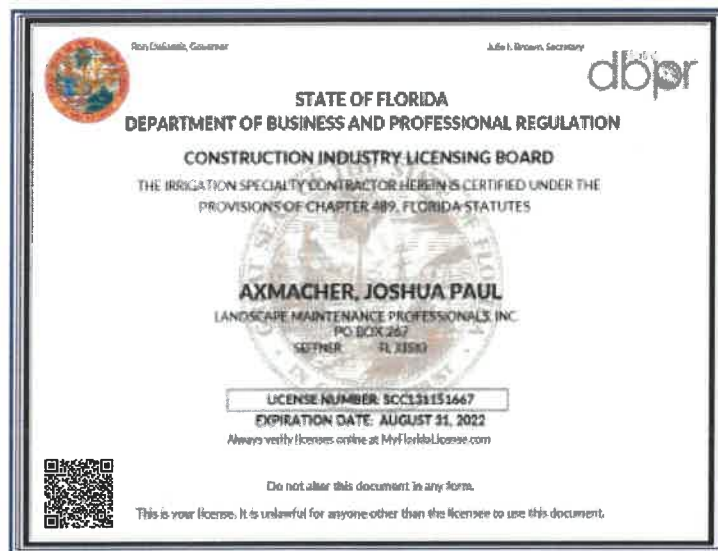 Ron DeSantis, Governor
Julie I. Brown, Secretary
dbpr
STATE OF FLORIDA
DEPARTMENT OF BUSINESS AND PROFESSIONAL REGULATION
CONSTRUCTION INDUSTRY LICENSING BOARD
THE IRRIGATION SPECIALTY CONTRACTOR HEREIN IS CERTIFIED UNDER THE
PROVISIONS OF CHAPTER 489, FLORIDA STATUTES
AXMACHER, JOSHUA PAUL
LANDSCAPE MAINTENANCE PROFESSIONALS, INC
PO BOX 267
SEFFNER FL
LICENSE NUMBER: SCC131151667
EXPIRATION DATE: AUGUST 31, 2022
Always verify licenses online at MyFloridaLicense.com
Do not alter this document in any form.
This is your license. It is unlawful for anyone other than the licensee to use this document.